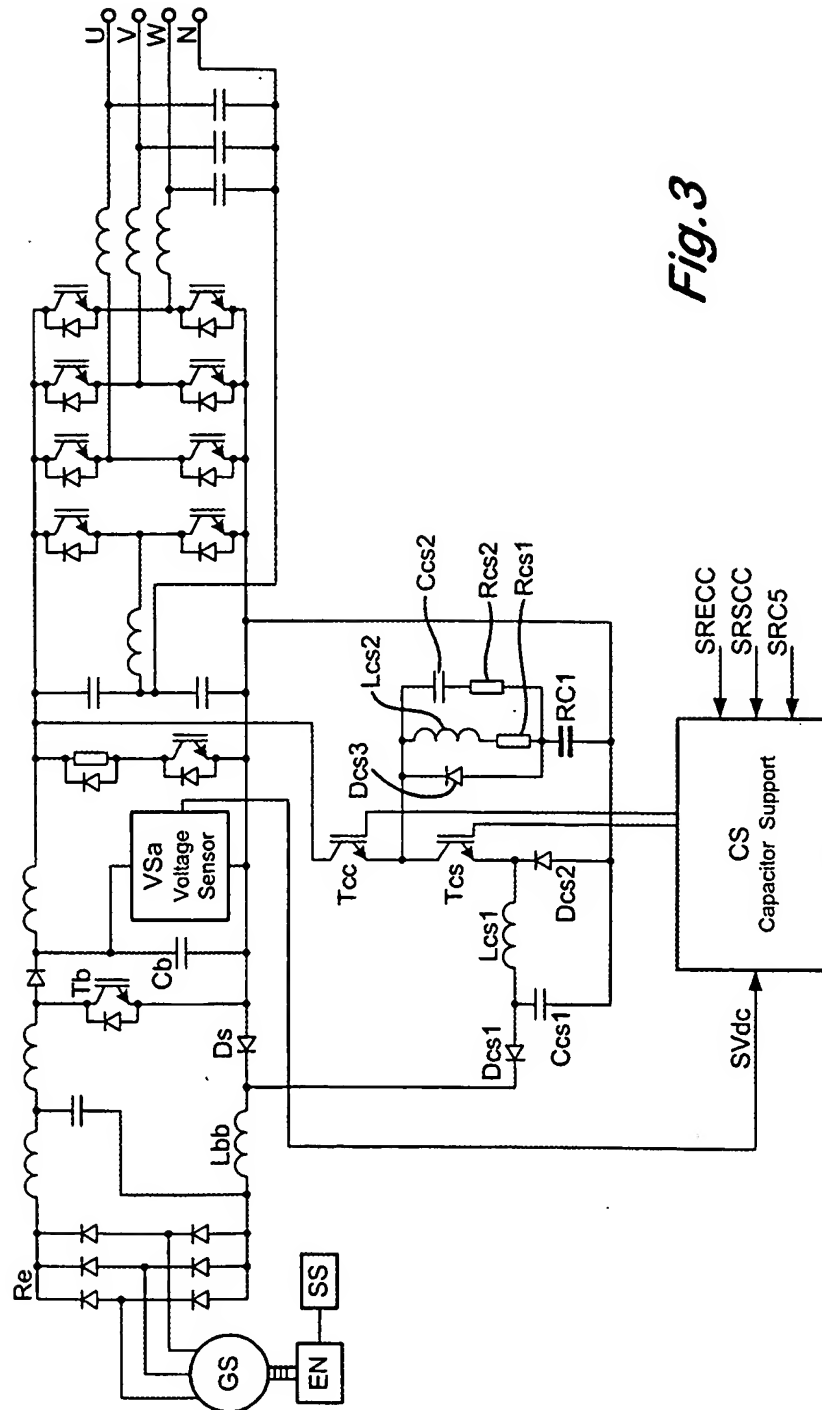 U
V
W
N
Re
GS
EN
SS
Lbb
Ds
Tb
Cb
VSa
Voltage
Sensor
Tcc
Tcs
Dcs3
Lcs2
Ccs2
Rcs2
Rcs1
RC1
Lcs1
Dcs2
Dcs1
Ccs1
SVdc
CS
Capacitor Support
SRECC
SRSCC
SRC5
Fig.3